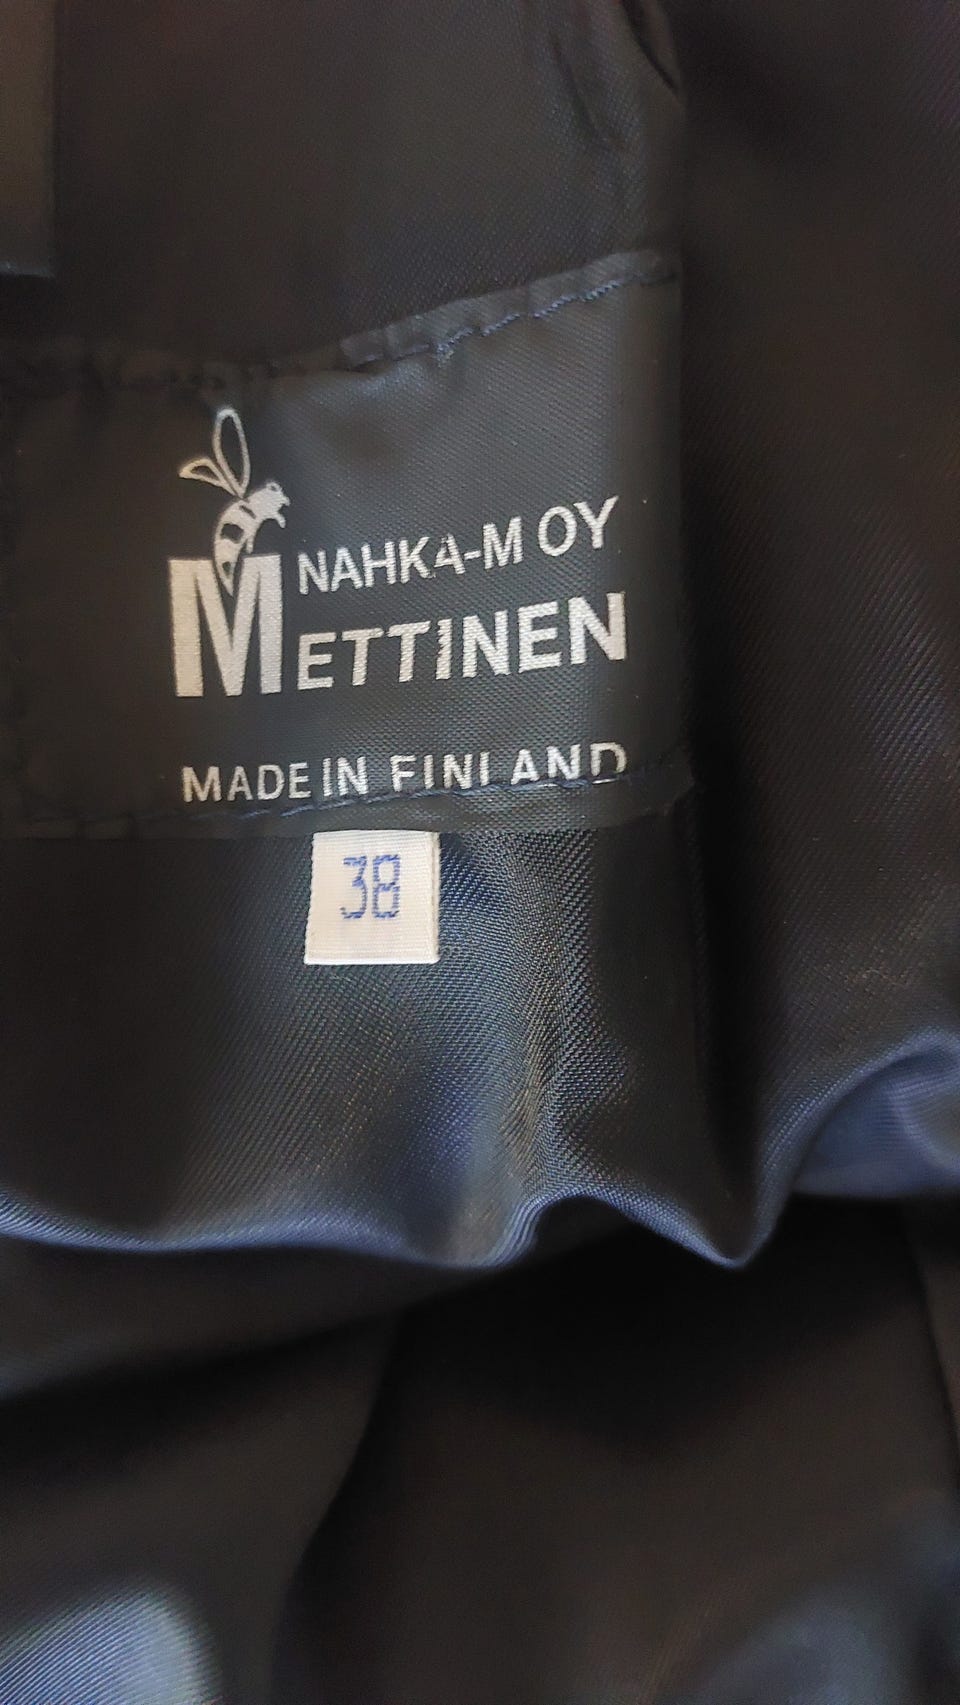 NAHKA-M OY
METTINEN
MADE IN FINLAND
38